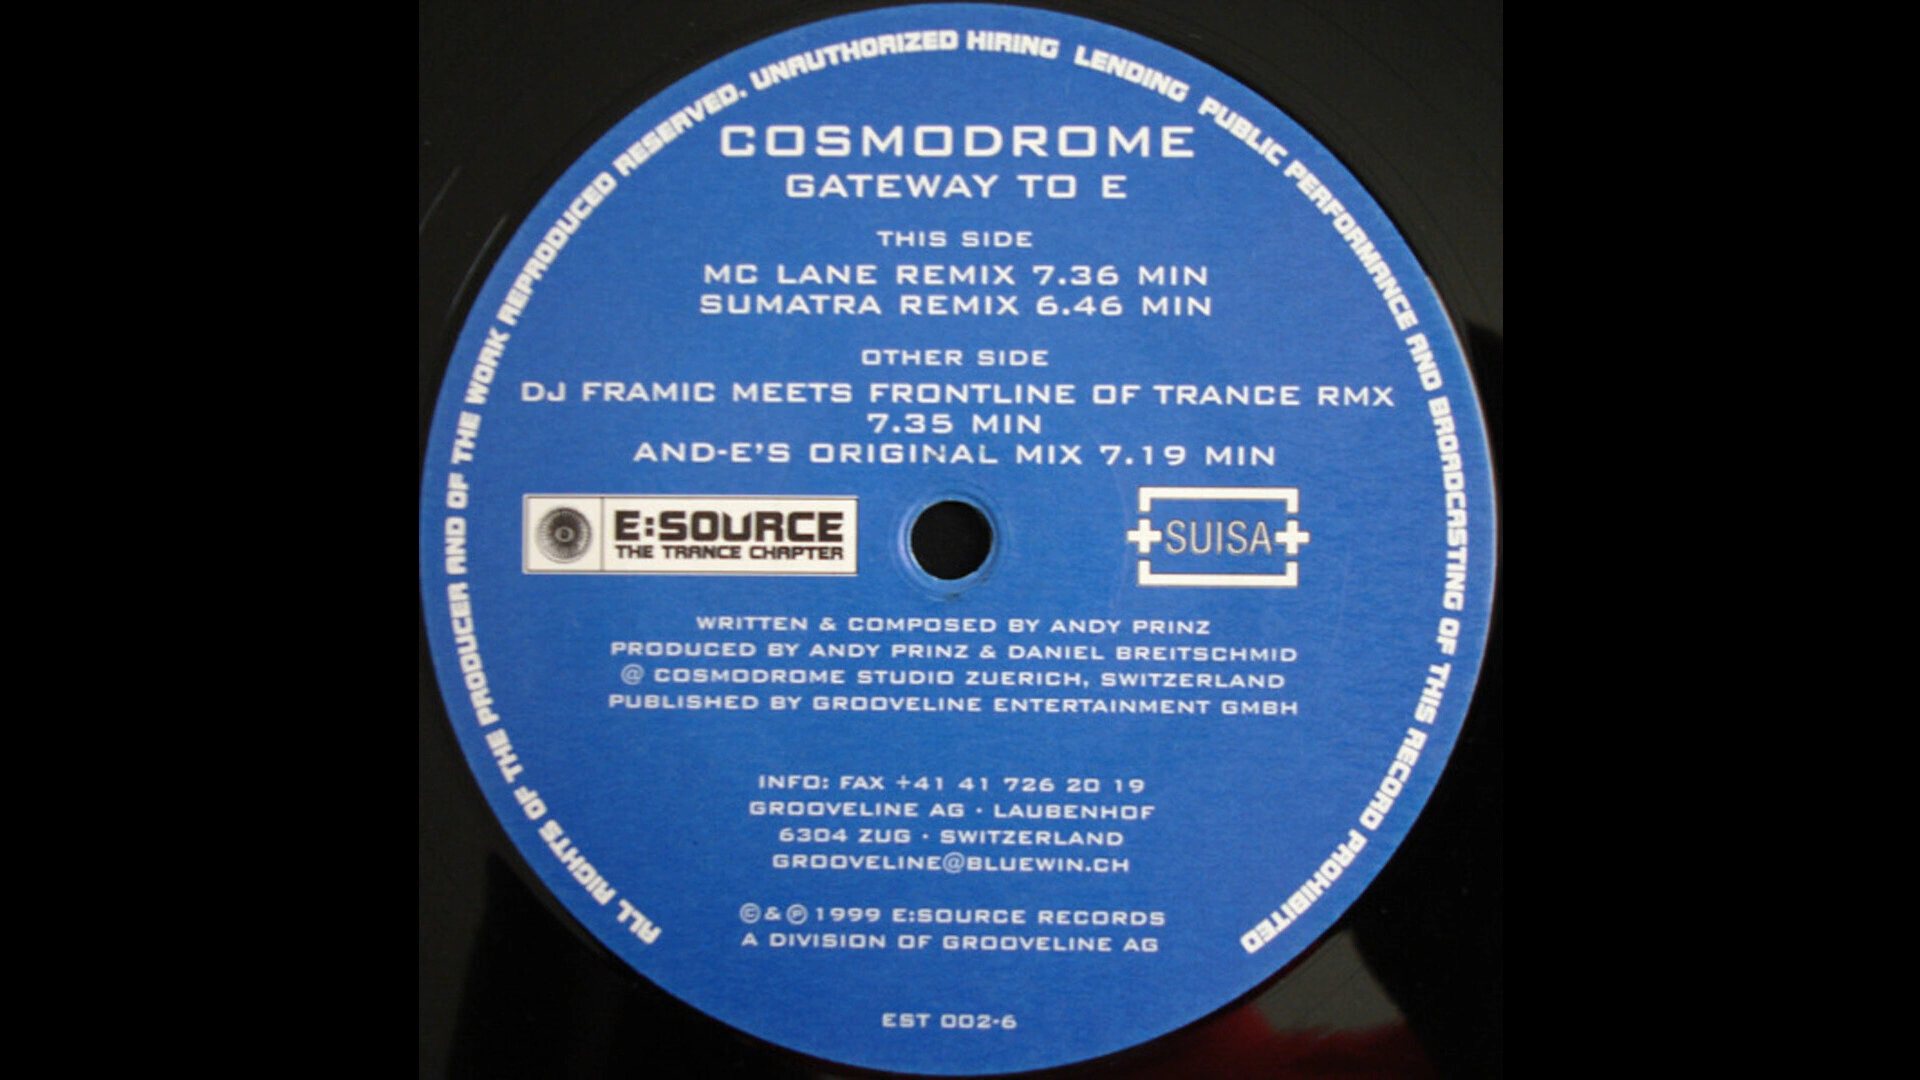 ALL RIGHTS OF THE PRODUCER AND OF THE WORK REPRODUCED RESERVED. UNAUTHORIZED HIRING LENDING PUBLIC PERFORMANCE AND BROADCASTING OF THIS RECORD PROHIBITED
COSMODROME
GATEWAY TO E
THIS SIDE
MC LANE REMIX 7.36 MIN
SUMATRA REMIX 6.46 MIN
OTHER SIDE
DJ FRAMIC MEETS FRONTLINE OF TRANCE RMX
7.35 MIN
AND-E'S ORIGINAL MIX 7.19 MIN
E:SOURCE
THE TRANCE CHAPTER
SUISA
WRITTEN & COMPOSED BY ANDY PRINZ
PRODUCED BY ANDY PRINZ & DANIEL BREITSCHMID
@ COSMODROME STUDIO ZUERICH, SWITZERLAND
PUBLISHED BY GROOVELINE ENTERTAINMENT GMBH
INFO: FAX +41 41 726 20 19
GROOVELINE AG · LAUBENHOF
6304 ZUG · SWITZERLAND
GROOVELINE@BLUEWIN.CH
©&℗1999 E:SOURCE RECORDS
A DIVISION OF GROOVELINE AG
EST 002-6